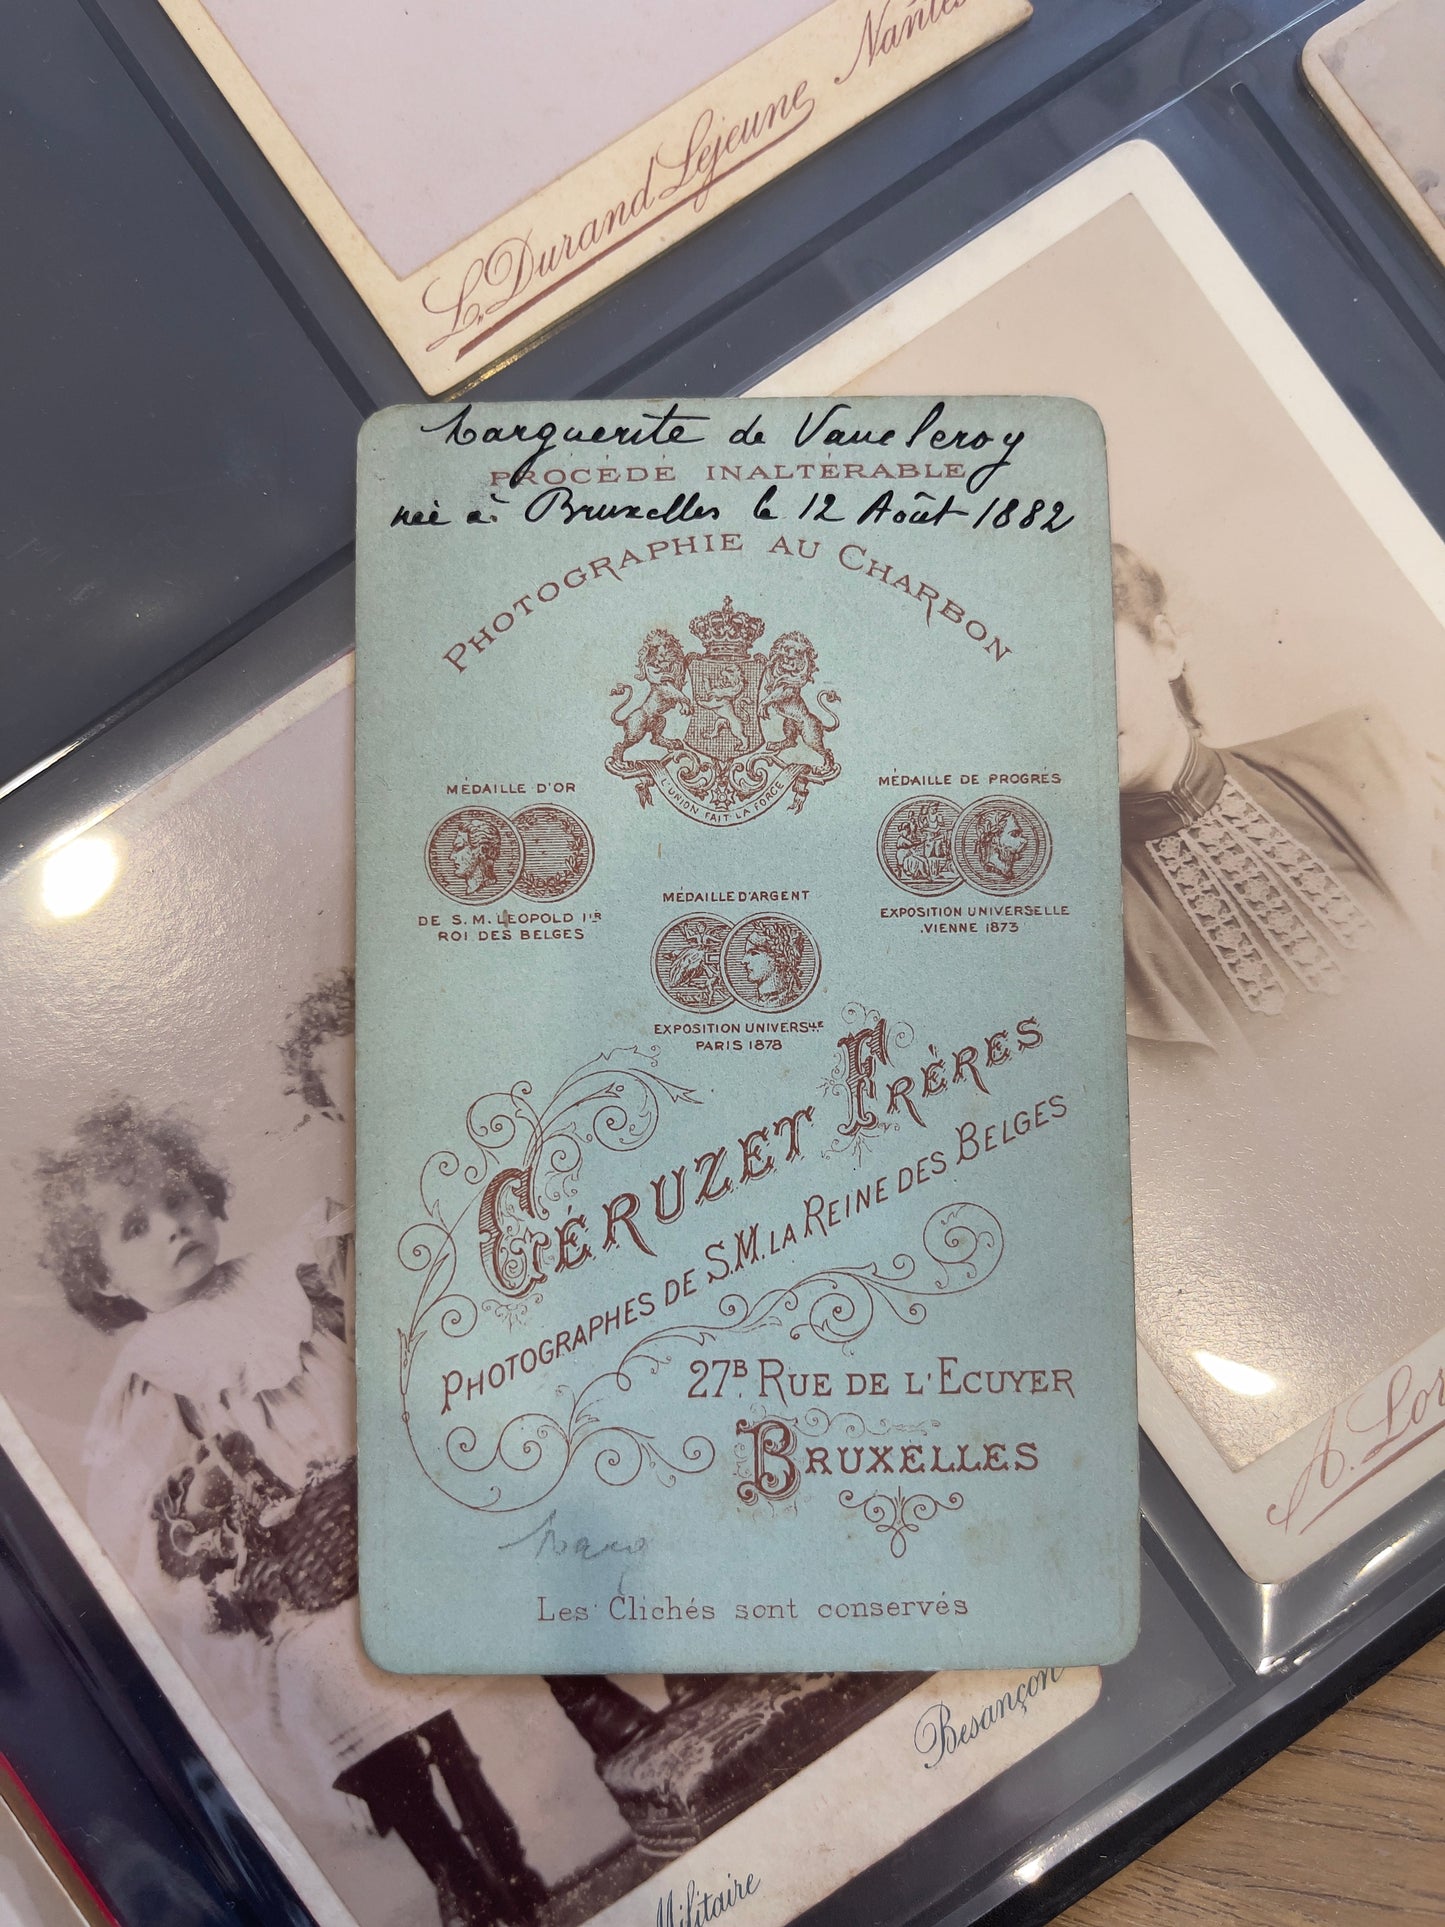 L. Durand Lejeune Nantes
Marguerite de Vaucleroy
PROCÉDÉ INALTÉRABLE
née à Bruxelles le 12 Août 1882
PHOTOGRAPHIE AU CHARBON
L'UNION FAIT LA FORCE
MÉDAILLE D'OR
DE S. M. LEOPOLD IER
ROI DES BELGES
MÉDAILLE DE PROGRÉS
EXPOSITION UNIVERSELLE
VIENNE 1873
MÉDAILLE D'ARGENT
EXPOSITION UNIVERSLLE
PARIS 1878
GÉRUZET FRÈRES
PHOTOGRAPHES DE S.M. LA REINE DES BELGES
27B. RUE DE L'ECUYER
BRUXELLES
Les Clichés sont conservés
A. Lor
Besançon
Militaire